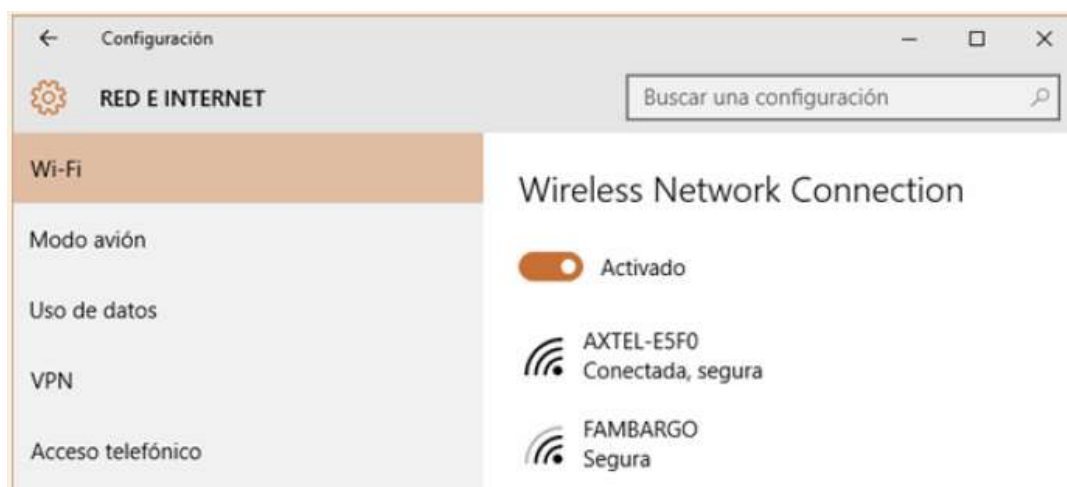 Configuración
RED E INTERNET
Buscar una configuración
Wi-Fi
Modo avión
Uso de datos
VPN
Acceso telefónico
Wireless Network Connection
Activado
AXTEL-E5F0
Conectada, segura
FAMBARGO
Segura